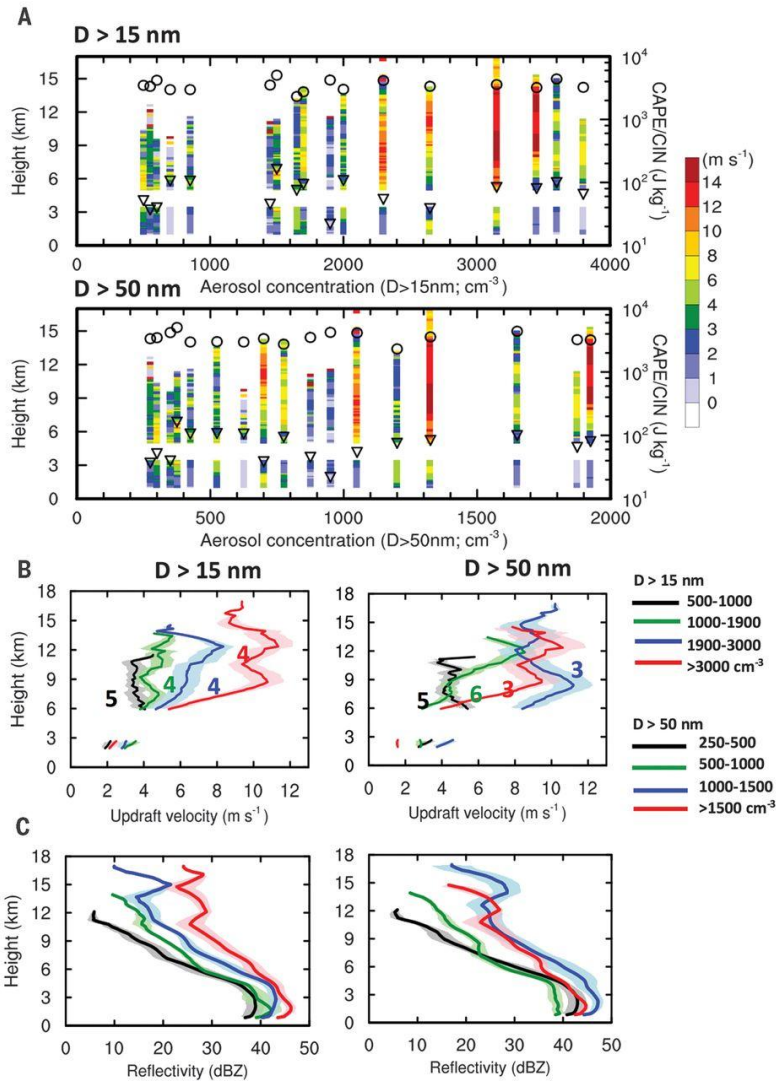 A
D > 15 nm
15
12
9
6
3
0
Height (km)
10⁴
10³
10²
10¹
CAPE/CIN (J kg⁻¹)
0
1000
2000
3000
4000
Aerosol concentration (D>15nm; cm⁻³)
(m s⁻¹)
14
12
10
8
6
4
3
2
1
0
D > 50 nm
15
12
9
6
3
0
Height (km)
10⁴
10³
10²
10¹
CAPE/CIN (J kg⁻¹)
0
500
1000
1500
2000
Aerosol concentration (D>50nm; cm⁻³)
B
D > 15 nm
D > 50 nm
18
15
12
9
6
3
0
Height (km)
5
4
4
4
0 2 4 6 8 10 12
Updraft velocity (m s⁻¹)
18
15
12
9
6
3
0
5
6
3
3
0 2 4 6 8 10 12
Updraft velocity (m s⁻¹)
D > 15 nm
500-1000
1000-1900
1900-3000
>3000 cm⁻³
D > 50 nm
250-500
500-1000
1000-1500
>1500 cm⁻³
C
18
15
12
9
6
3
0
Height (km)
0 10 20 30 40 50
Reflectivity (dBZ)
18
15
12
9
6
3
0
0 10 20 30 40 50
Reflectivity (dBZ)